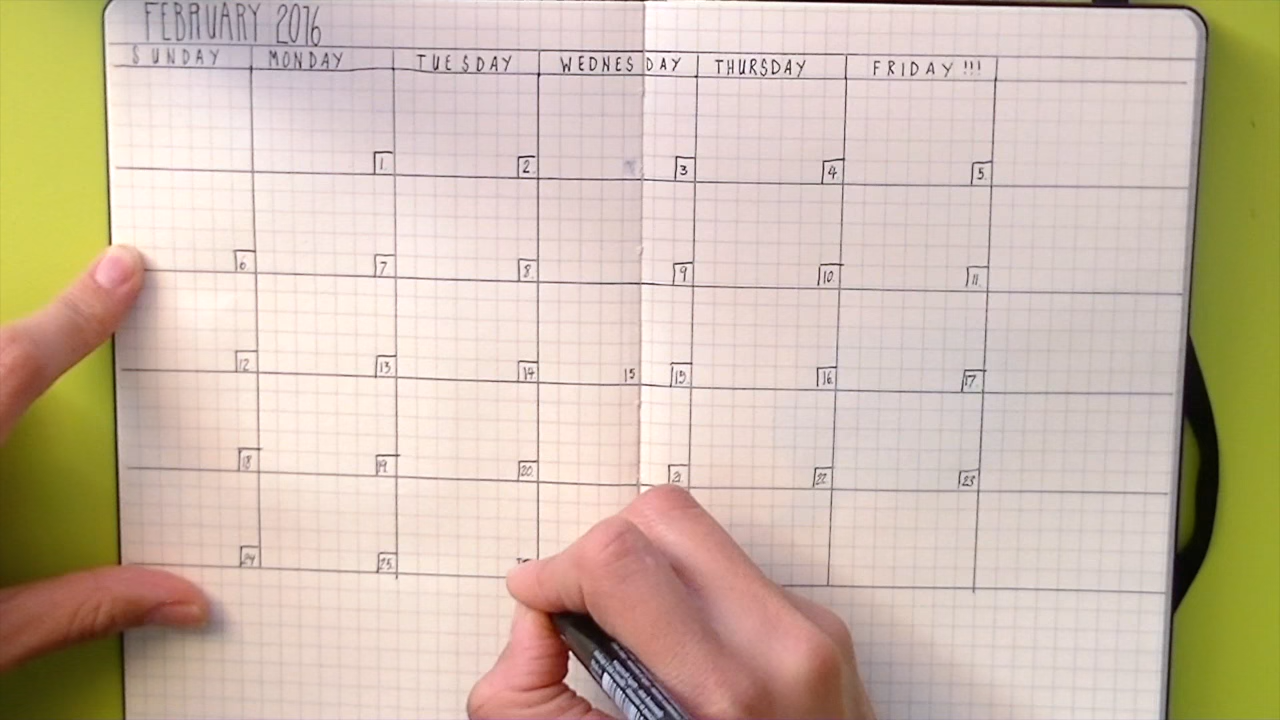 FEBRUARY 2016
SUNDAY MONDAY TUESDAY WEDNESDAY THURSDAY FRIDAY !!!
1. 2. 3 4 5.
6. 7. 8. 9 10. 11.
12 13. 14. 15 15. 16. 17.
18 19. 20. 21. 22. 23
24 25.